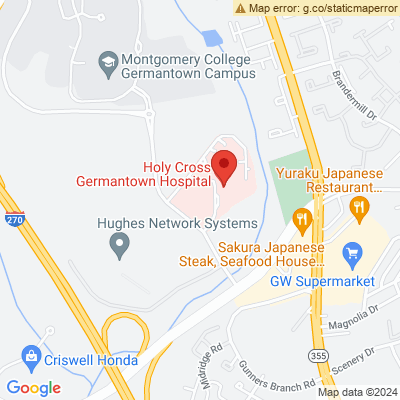 Map error: g.co/staticmaperror
Montgomery College
Germantown Campus
Brandermill Dr
Holy Cross
Germantown Hospital
Yuraku Japanese
Restaurant...
270
Hughes Network Systems
Sakura Japanese
Steak, Seafood House...
GW Supermarket
Magnolia Dr
Criswell Honda
Milbridge Rd
355
Scenery Dr
Gunners Branch Rd
Google
Map data ©2024